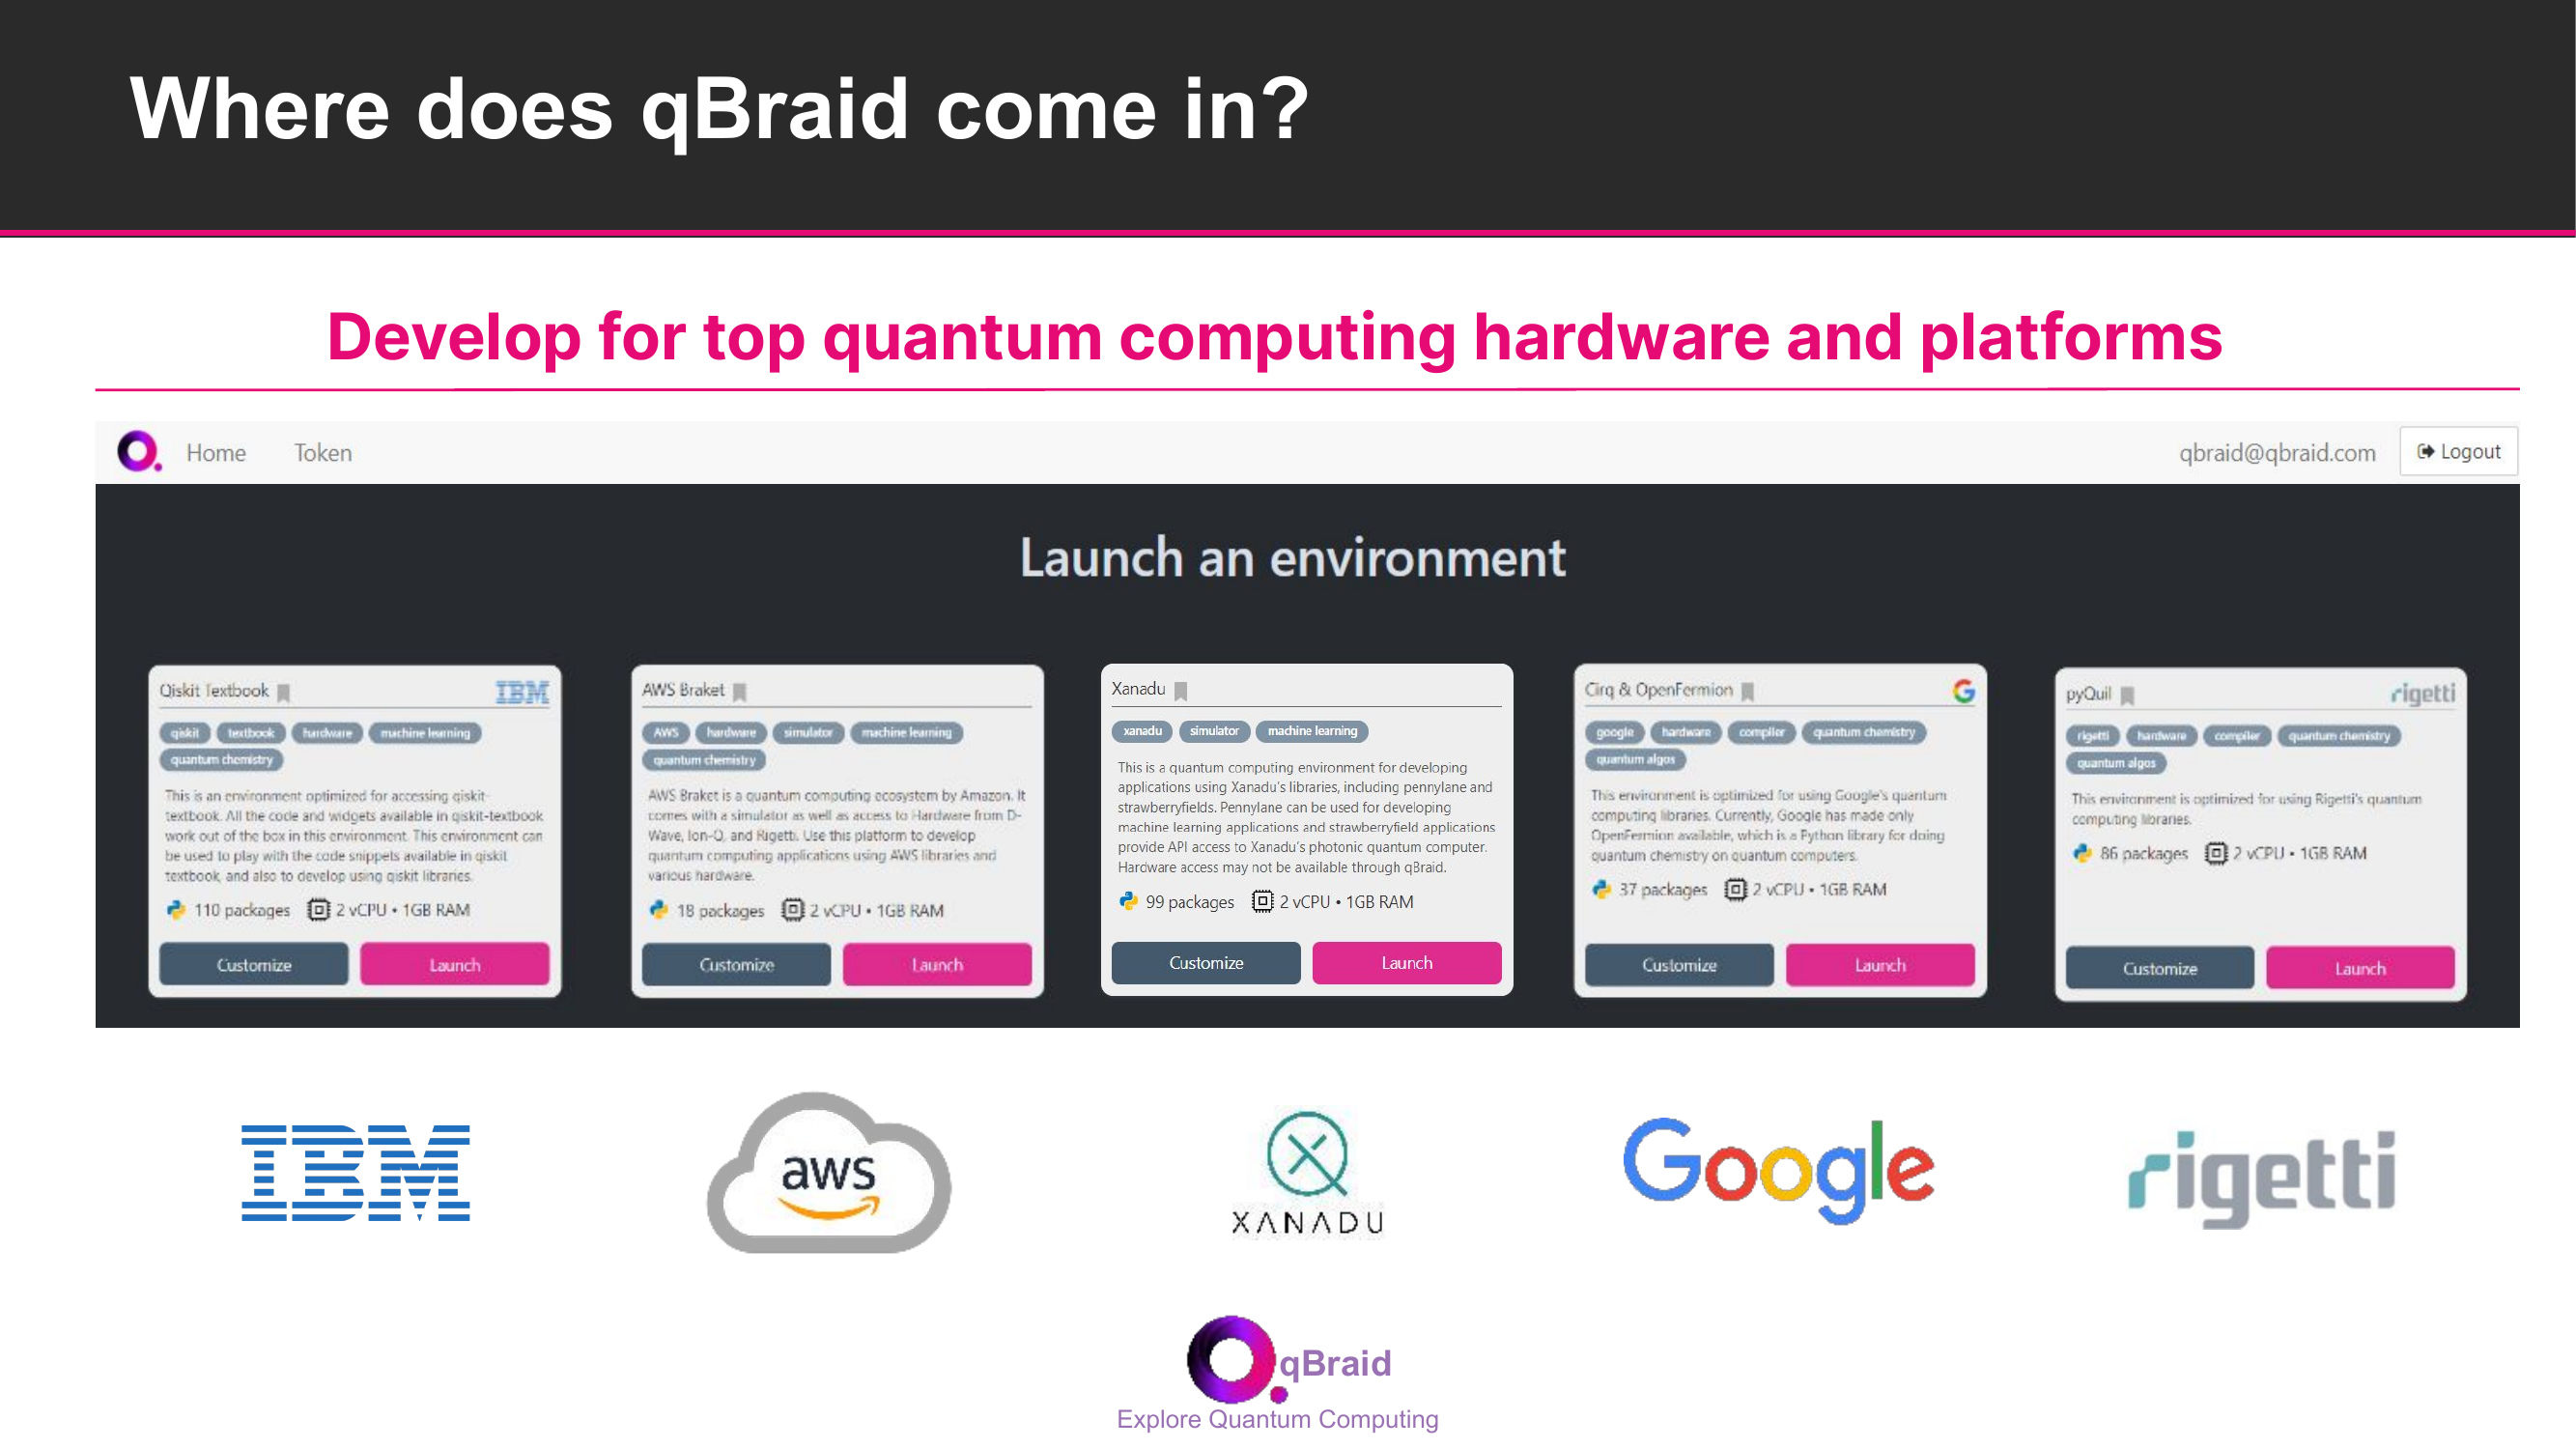 Where does qBraid come in?
Develop for top quantum computing hardware and platforms
Home Token qbraid@qbraid.com Logout
Launch an environment
Qiskit Textbook IBM
qiskit textbook hardware machine learning
quantum chemistry
This is an environment optimized for accessing qiskit-
textbook. All the code and widgets available in qiskit-textbook
work out of the box in this environment. This environment can
be used to play with the code snippets available in qiskit
textbook, and also to develop using qiskit libraries.
110 packages 2 vCPU • 1GB RAM
Customize Launch
AWS Braket
AWS hardware simulator machine learning
quantum chemistry
AWS Braket is a quantum computing ecosystem by Amazon. It
comes with a simulator as well as access to Hardware from D-
Wave, Ion-Q, and Rigetti. Use this platform to develop
quantum computing applications using AWS libraries and
various hardware.
18 packages 2 vCPU • 1GB RAM
Customize Launch
Xanadu
xanadu simulator machine learning
This is a quantum computing environment for developing
applications using Xanadu's libraries, including pennylane and
strawberryfields. Pennylane can be used for developing
machine learning applications and strawberryfield applications
provide API access to Xanadu's photonic quantum computer.
Hardware access may not be available through qBraid.
99 packages 2 vCPU • 1GB RAM
Customize Launch
Cirq & OpenFermion G
google hardware compiler quantum chemistry
quantum algos
This environment is optimized for using Google's quantum
computing libraries. Currently, Google has made only
OpenFermion available, which is a Python library for doing
quantum chemistry on quantum computers.
37 packages 2 vCPU • 1GB RAM
Customize Launch
pyQuil rigetti
rigetti hardware compiler quantum chemistry
quantum algos
This environment is optimized for using Rigetti's quantum
computing libraries.
86 packages 2 vCPU • 1GB RAM
Customize Launch
IBM
aws
XANADU
Google
rigetti
qBraid
Explore Quantum Computing